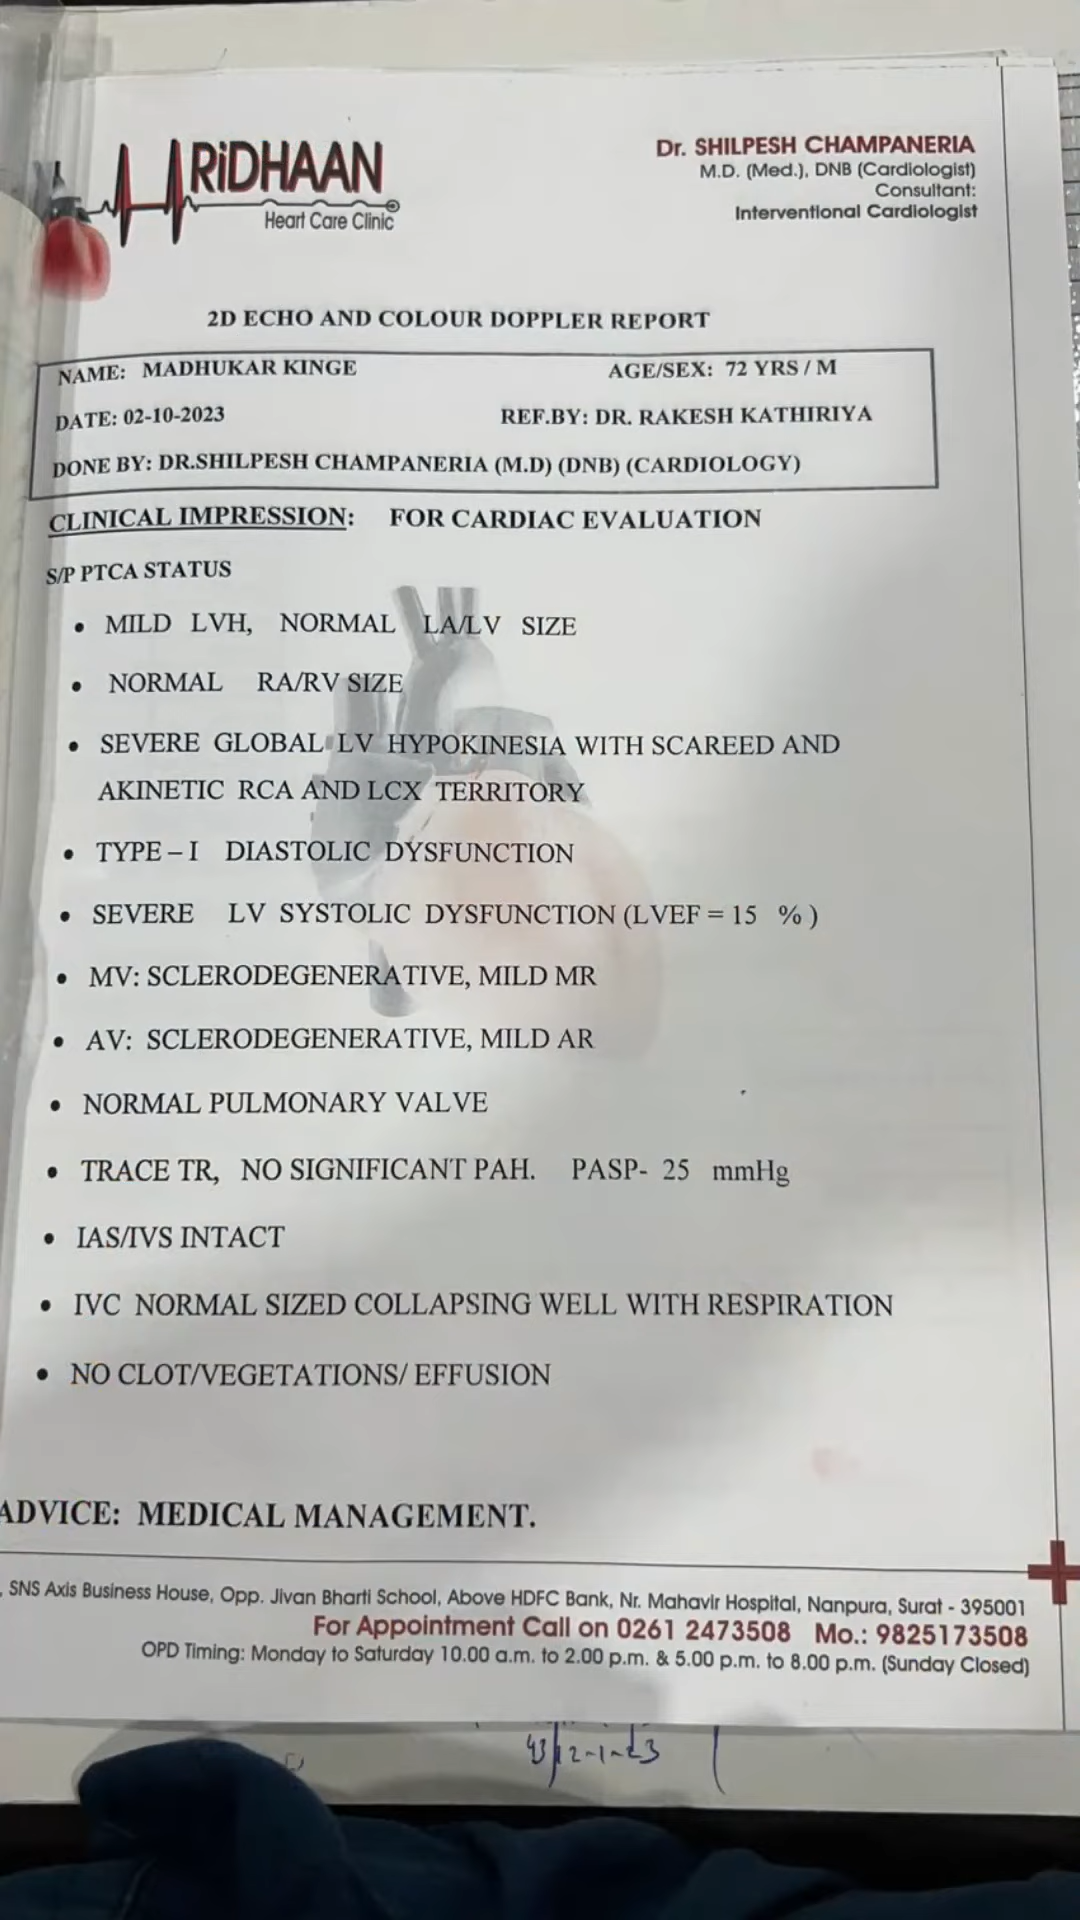 HRiDHAAN
Heart Care Clinic
Dr. SHILPESH CHAMPANERIA
M.D. (Med.), DNB (Cardiologist)
Consultant:
Interventional Cardiologist
2D ECHO AND COLOUR DOPPLER REPORT
NAME: MADHUKAR KINGE AGE/SEX: 72 YRS / M
DATE: 02-10-2023 REF.BY: DR. RAKESH KATHIRIYA
DONE BY: DR.SHILPESH CHAMPANERIA (M.D) (DNB) (CARDIOLOGY)
CLINICAL IMPRESSION: FOR CARDIAC EVALUATION
S/P PTCA STATUS
• MILD LVH, NORMAL LA/LV SIZE
• NORMAL RA/RV SIZE
• SEVERE GLOBAL LV HYPOKINESIA WITH SCAREED AND
AKINETIC RCA AND LCX TERRITORY
• TYPE – I DIASTOLIC DYSFUNCTION
• SEVERE LV SYSTOLIC DYSFUNCTION (LVEF = 15 % )
• MV: SCLERODEGENERATIVE, MILD MR
• AV: SCLERODEGENERATIVE, MILD AR
• NORMAL PULMONARY VALVE
• TRACE TR, NO SIGNIFICANT PAH. PASP- 25 mmHg
• IAS/IVS INTACT
• IVC NORMAL SIZED COLLAPSING WELL WITH RESPIRATION
• NO CLOT/VEGETATIONS/ EFFUSION
ADVICE: MEDICAL MANAGEMENT.
, SNS Axis Business House, Opp. Jivan Bharti School, Above HDFC Bank, Nr. Mahavir Hospital, Nanpura, Surat - 395001
For Appointment Call on 0261 2473508 Mo.: 9825173508
OPD Timing: Monday to Saturday 10.00 a.m. to 2.00 p.m. & 5.00 p.m. to 8.00 p.m. (Sunday Closed)